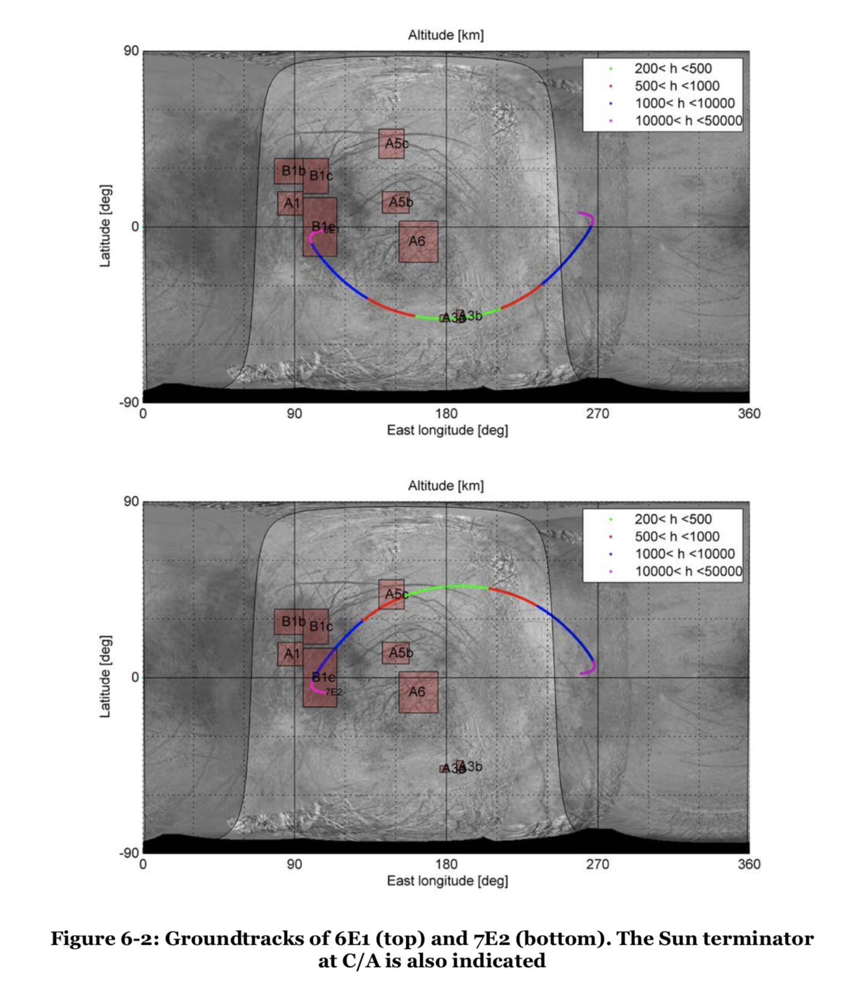 Altitude [km]
90
200< h <500
500< h <1000
1000< h <10000
10000< h <50000
A5c
B1b
B1c
A1
A5b
Latitude [deg]
0
B1e
6E1
A6
A3b
-90
0
90
180
270
360
East longitude [deg]
Altitude [km]
90
200< h <500
500< h <1000
1000< h <10000
10000< h <50000
A5c
B1b
B1c
A1
A5b
Latitude [deg]
0
B1e
7E2
A6
A3b
-90
0
90
180
270
360
East longitude [deg]
Figure 6-2: Groundtracks of 6E1 (top) and 7E2 (bottom). The Sun terminator
at C/A is also indicated